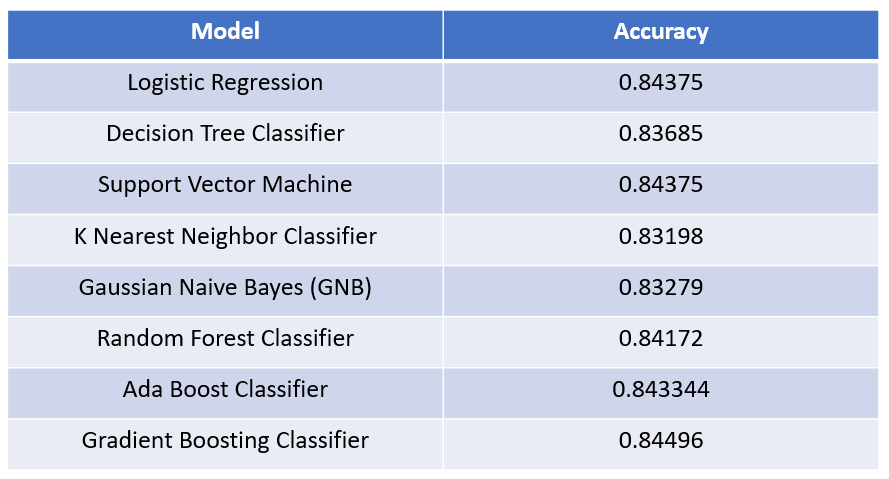 Model Accuracy
Logistic Regression 0.84375
Decision Tree Classifier 0.83685
Support Vector Machine 0.84375
K Nearest Neighbor Classifier 0.83198
Gaussian Naive Bayes (GNB) 0.83279
Random Forest Classifier 0.84172
Ada Boost Classifier 0.843344
Gradient Boosting Classifier 0.84496